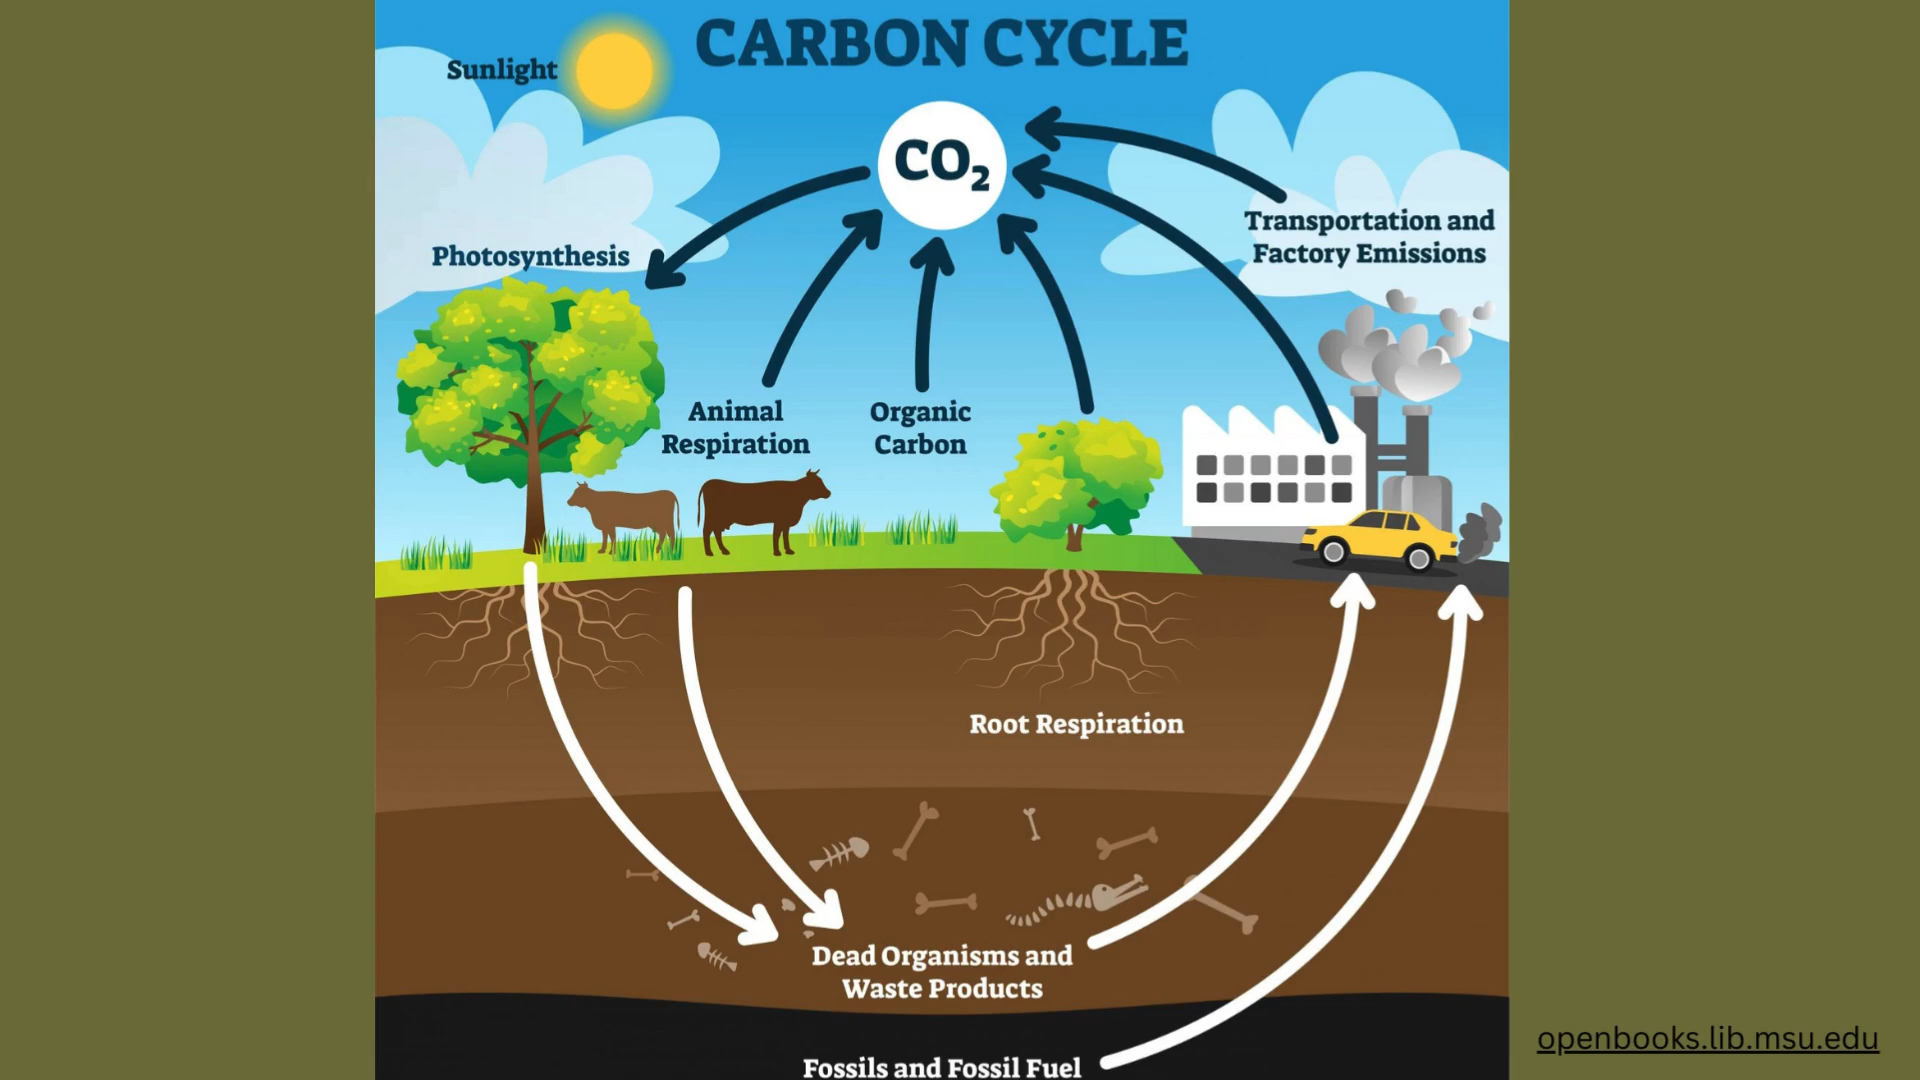 CARBON CYCLE
Sunlight
CO₂
Transportation and
Factory Emissions
Photosynthesis
Animal
Respiration
Organic
Carbon
Root Respiration
Dead Organisms and
Waste Products
Fossils and Fossil Fuel
openbooks.lib.msu.edu